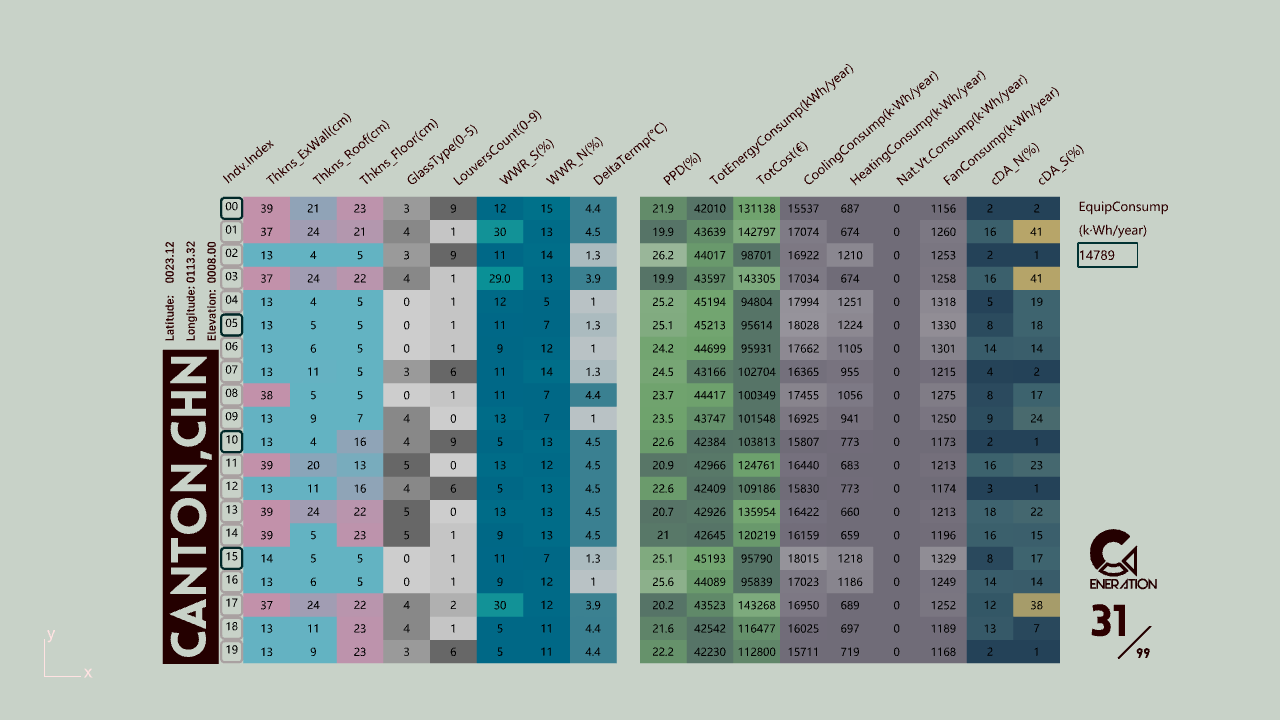 Indv.Index Thkns_ExWall(cm) Thkns_Roof(cm) Thkns_Floor(cm) GlassType(0-5) LouversCount(0-9) WWR_S(%) WWR_N(%) DeltaTermp(°C) PPD(%) TotEnergyConsump(kWh/year) TotCost(€) CoolingConsump(k·Wh/year) HeatingConsump(k·Wh/year) Nat.Vt.Consump(k·Wh/year) FanConsump(k·Wh/year) cDA_N(%) cDA_S(%)
00 39 21 23 3 9 12 15 4.4 21.9 42010 131138 15537 687 0 1156 2 2
01 37 24 21 4 1 30 13 4.5 19.9 43639 142797 17074 674 0 1260 16 41
02 13 4 5 3 9 11 14 1.3 26.2 44017 98701 16922 1210 0 1253 2 1
03 37 24 22 4 1 29.0 13 3.9 19.9 43597 143305 17034 674 0 1258 16 41
04 13 4 5 0 1 12 5 1 25.2 45194 94804 17994 1251 0 1318 5 19
05 13 5 5 0 1 11 7 1.3 25.1 45213 95614 18028 1224 0 1330 8 18
06 13 6 5 0 1 9 12 1 24.2 44699 95931 17662 1105 0 1301 14 14
07 13 11 5 3 6 11 14 1.3 24.5 43166 102704 16365 955 0 1215 4 2
08 38 5 5 0 1 11 7 4.4 23.7 44417 100349 17455 1056 0 1275 8 17
09 13 9 7 4 0 13 7 1 23.5 43747 101548 16925 941 0 1250 9 24
10 13 4 16 4 9 5 13 4.5 22.6 42384 103813 15807 773 0 1173 2 1
11 39 20 13 5 0 13 12 4.5 20.9 42966 124761 16440 683 0 1213 16 23
12 13 11 16 4 6 5 13 4.5 22.6 42409 109186 15830 773 0 1174 3 1
13 39 24 22 5 0 13 13 4.5 20.7 42926 135954 16422 660 0 1213 18 22
14 39 5 23 5 1 9 13 4.5 21 42645 120219 16159 659 0 1196 16 15
15 14 5 5 0 1 11 7 1.3 25.1 45193 95790 18015 1218 0 1329 8 17
16 13 6 5 0 1 9 12 1 25.6 44089 95839 17023 1186 0 1249 14 14
17 37 24 22 4 2 30 12 3.9 20.2 43523 143268 16950 689 0 1252 12 38
18 13 11 23 4 1 5 11 4.4 21.6 42542 116477 16025 697 0 1189 13 7
19 13 9 23 3 6 5 11 4.4 22.2 42230 112800 15711 719 0 1168 2 1
Latitude: 0023.12
Longitude: 0113.32
Elevation: 0008.00
CANTON,CHN
EquipConsump
(k·Wh/year)
14789
GENERATION
31/99
y
x